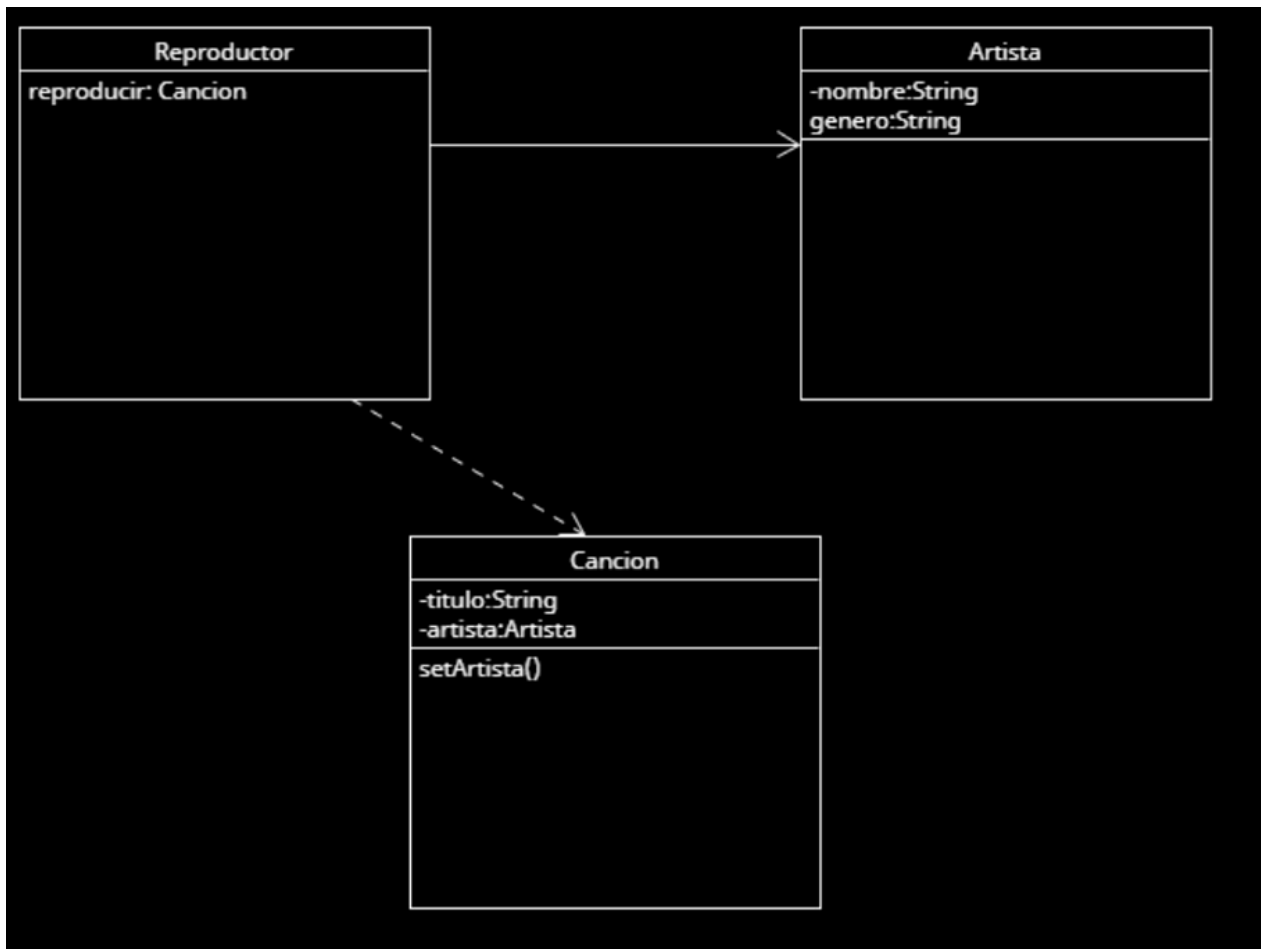 Reproductor
reproducir: Cancion
Artista
-nombre:String
genero:String
Cancion
-titulo:String
-artista:Artista
setArtista()